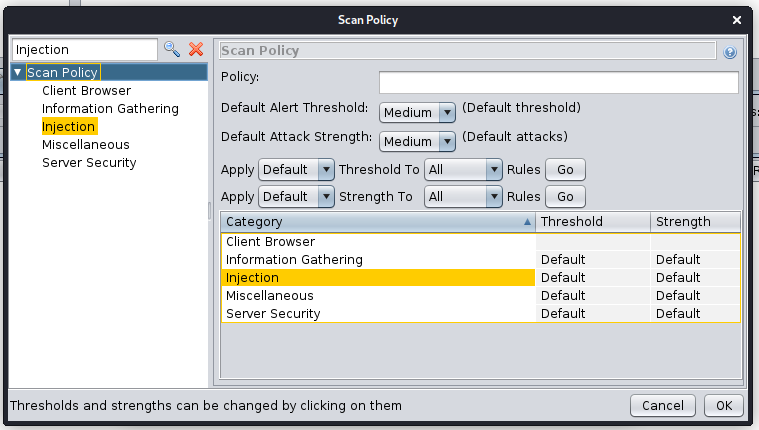 Scan Policy
Injection
Scan Policy
Client Browser
Information Gathering
Injection
Miscellaneous
Server Security
Scan Policy
Policy:
Default Alert Threshold: Medium (Default threshold)
Default Attack Strength: Medium (Default attacks)
Apply Default Threshold To All Rules Go
Apply Default Strength To All Rules Go
Category Threshold Strength
Client Browser
Information Gathering Default Default
Injection Default Default
Miscellaneous Default Default
Server Security Default Default
Thresholds and strengths can be changed by clicking on them
Cancel OK